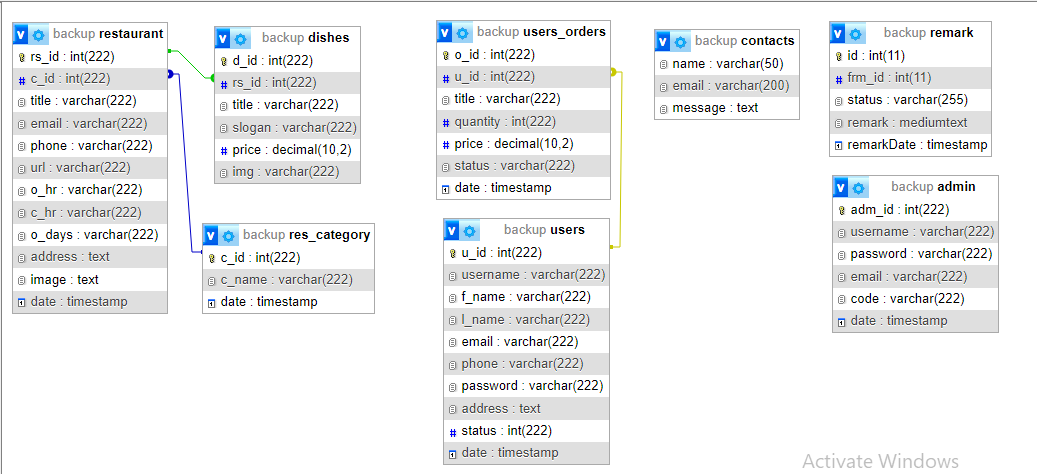 backup restaurant
rs_id : int(222)
c_id : int(222)
title : varchar(222)
email : varchar(222)
phone : varchar(222)
url : varchar(222)
o_hr : varchar(222)
c_hr : varchar(222)
o_days : varchar(222)
address : text
image : text
date : timestamp
backup dishes
d_id : int(222)
rs_id : int(222)
title : varchar(222)
slogan : varchar(222)
price : decimal(10,2)
img : varchar(222)
backup res_category
c_id : int(222)
c_name : varchar(222)
date : timestamp
backup users_orders
o_id : int(222)
u_id : int(222)
title : varchar(222)
quantity : int(222)
price : decimal(10,2)
status : varchar(222)
date : timestamp
backup users
u_id : int(222)
username : varchar(222)
f_name : varchar(222)
l_name : varchar(222)
email : varchar(222)
phone : varchar(222)
password : varchar(222)
address : text
status : int(222)
date : timestamp
backup contacts
name : varchar(50)
email : varchar(200)
message : text
backup remark
id : int(11)
frm_id : int(11)
status : varchar(255)
remark : mediumtext
remarkDate : timestamp
backup admin
adm_id : int(222)
username : varchar(222)
password : varchar(222)
email : varchar(222)
code : varchar(222)
date : timestamp
Activate Windows